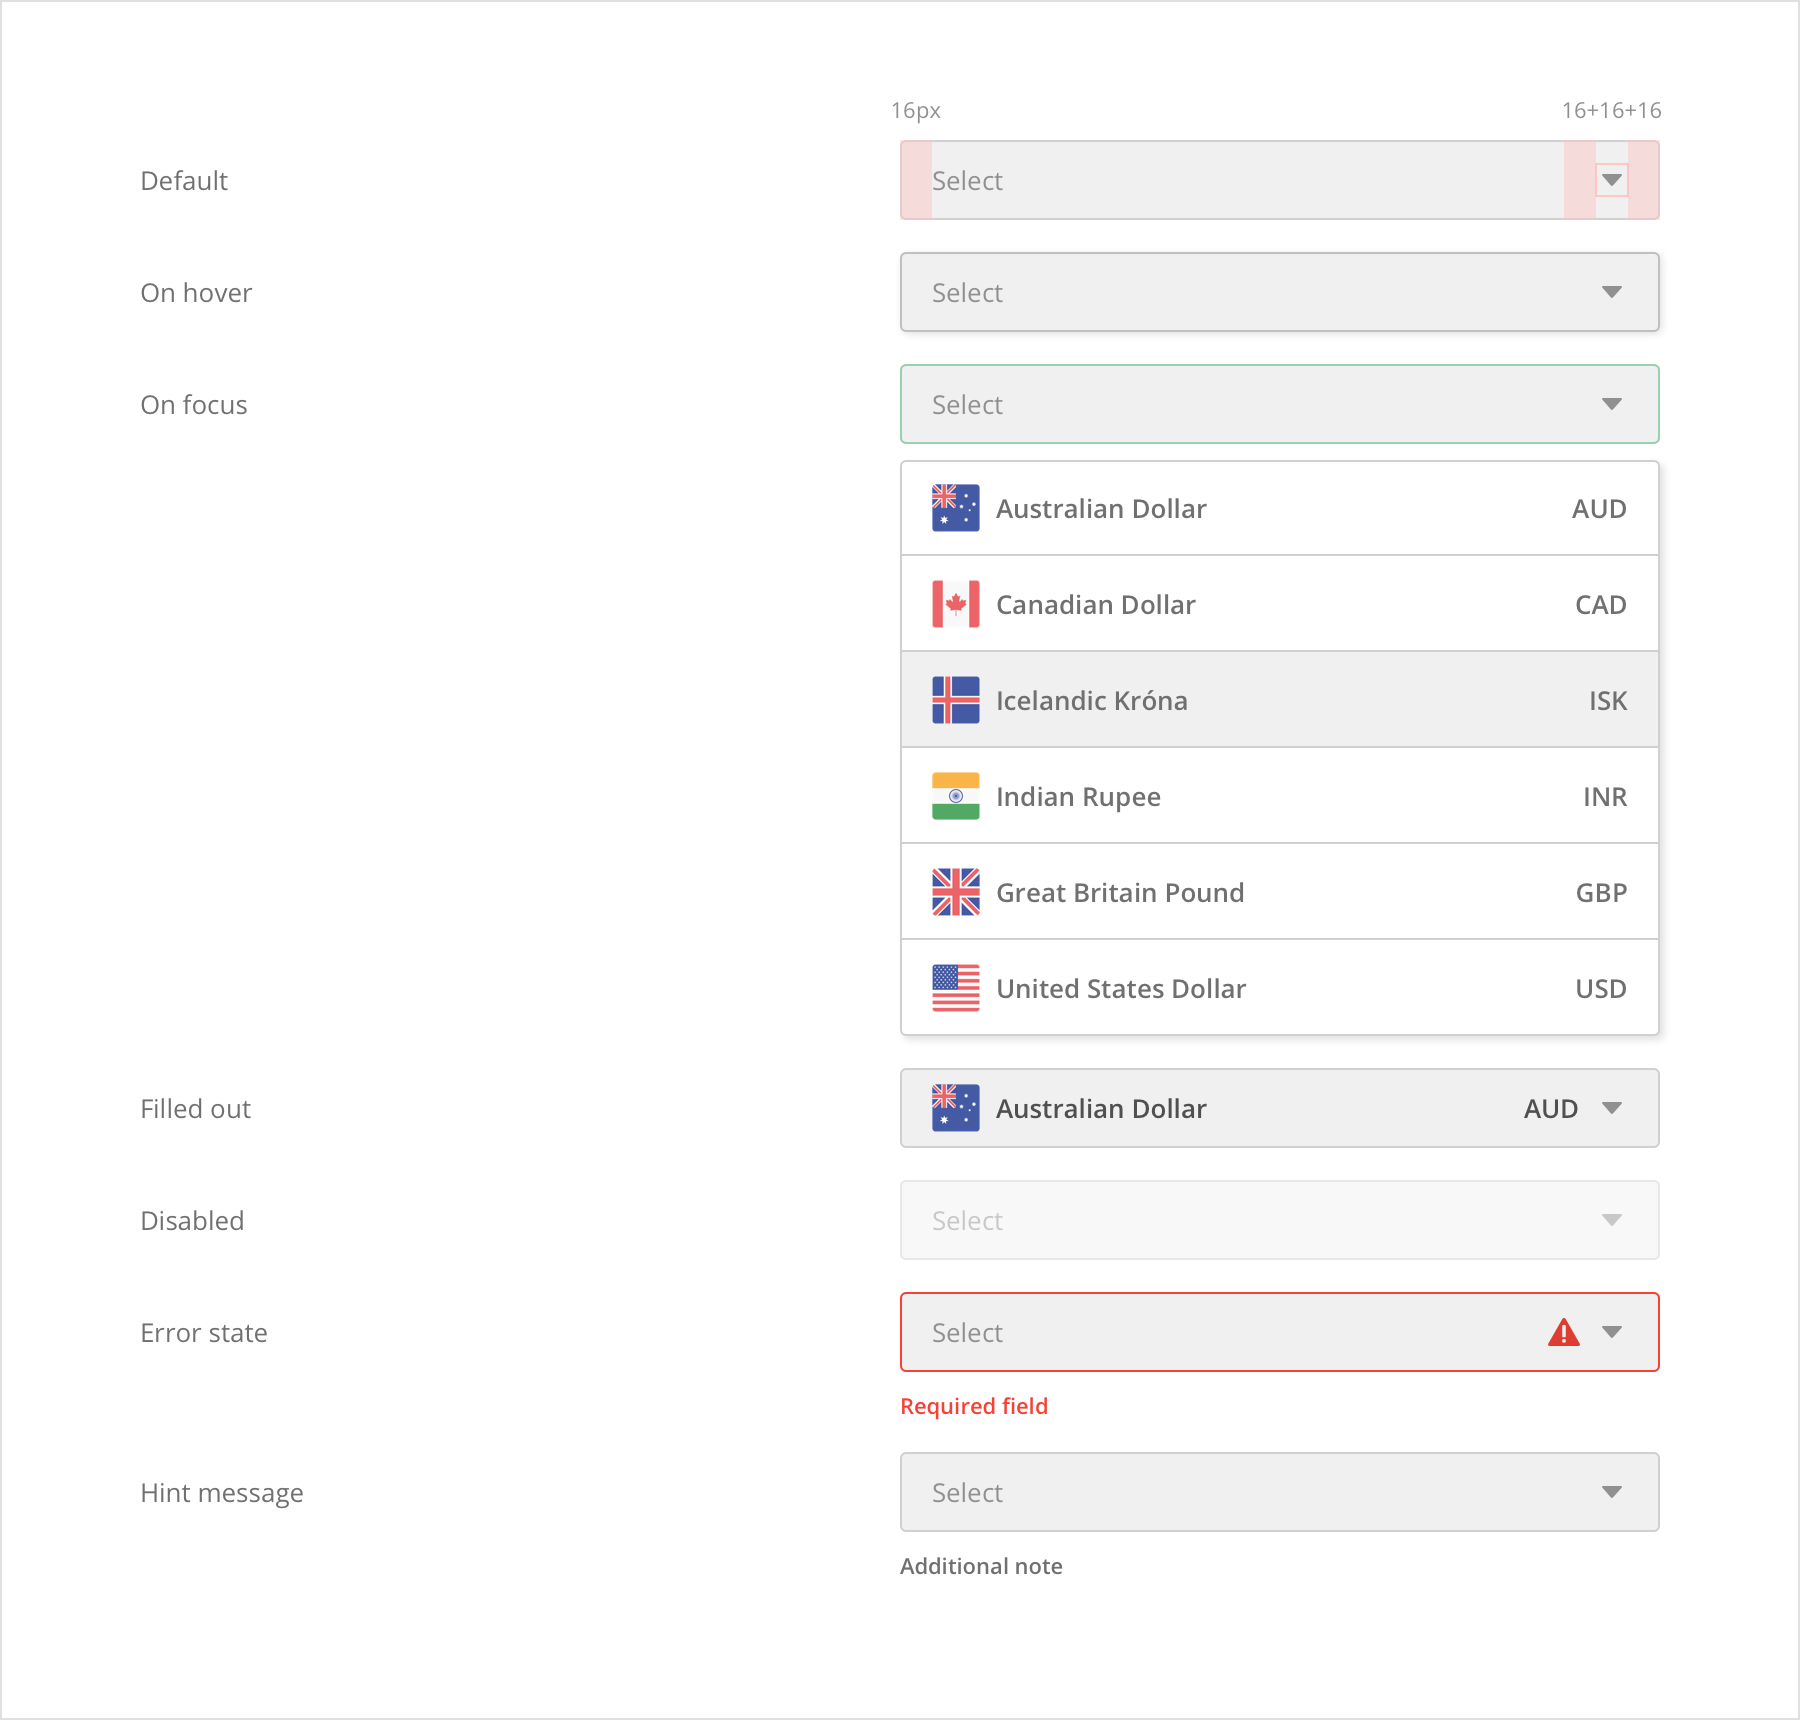 16px 16+16+16
Default Select
On hover Select
On focus Select
Australian Dollar AUD
Canadian Dollar CAD
Icelandic Króna ISK
Indian Rupee INR
Great Britain Pound GBP
United States Dollar USD
Filled out Australian Dollar AUD
Disabled Select
Error state Select
Required field
Hint message Select
Additional note